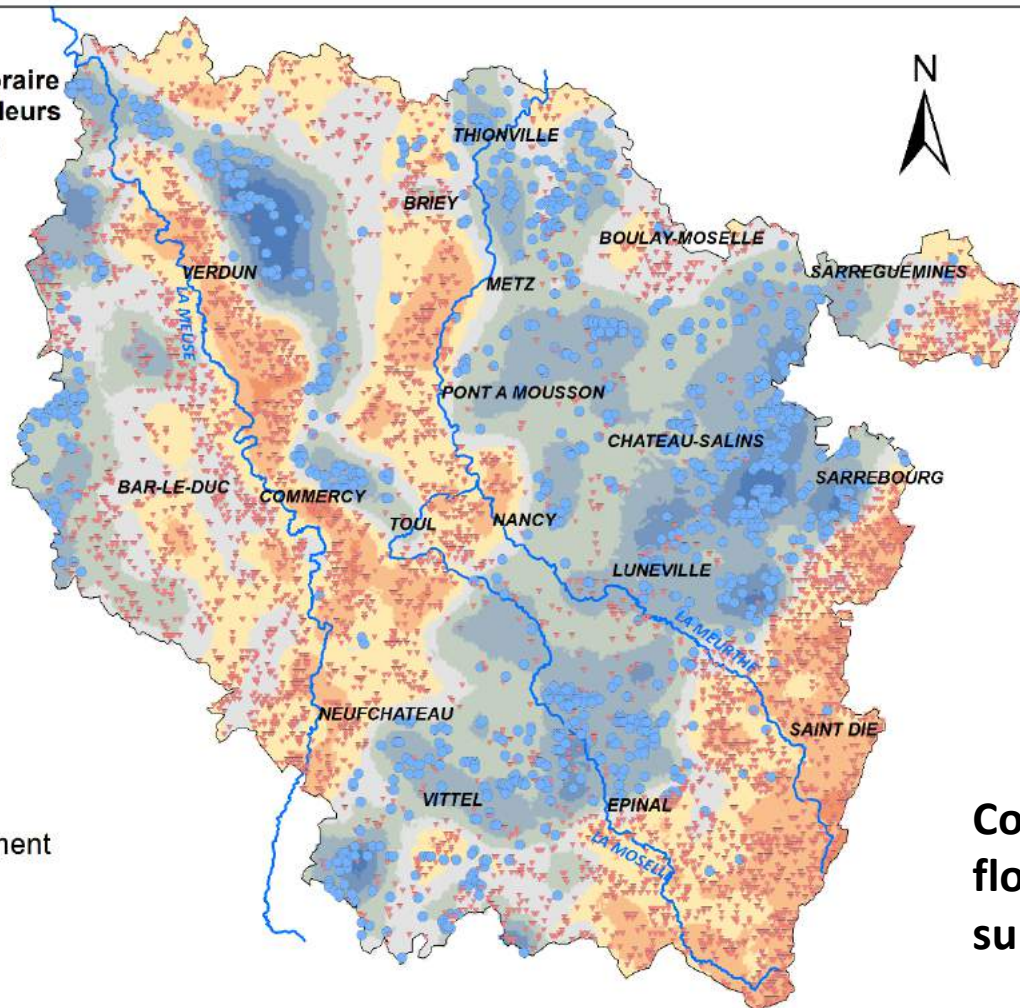 N
THIONVILLE
BRIEY
BOULAY-MOSELLE
SARREGUEMINES
VERDUN
METZ
LA MEUSE
PONT A MOUSSON
CHATEAU-SALINS
SARREBOURG
BAR-LE-DUC
COMMERCY
TOUL
NANCY
LUNEVILLE
LA MEURTHE
NEUFCHATEAU
SAINT DIE
VITTEL
EPINAL
LA MOSELLE